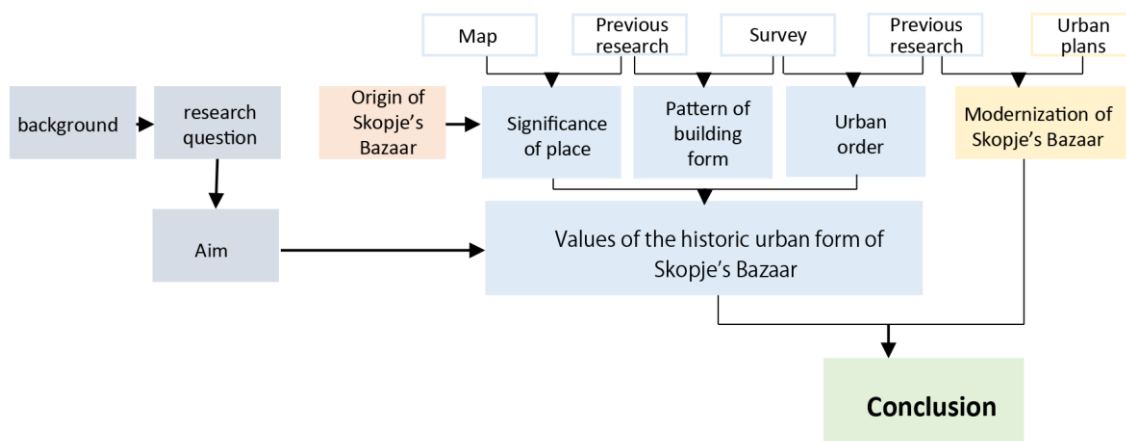 Map
Previous
research
Survey
Previous
research
Urban
plans
background
research
question
Origin of
Skopje's
Bazaar
Significance
of place
Pattern of
building
form
Urban
order
Modernization of
Skopje's Bazaar
Aim
Values of the historic urban form of
Skopje's Bazaar
Conclusion